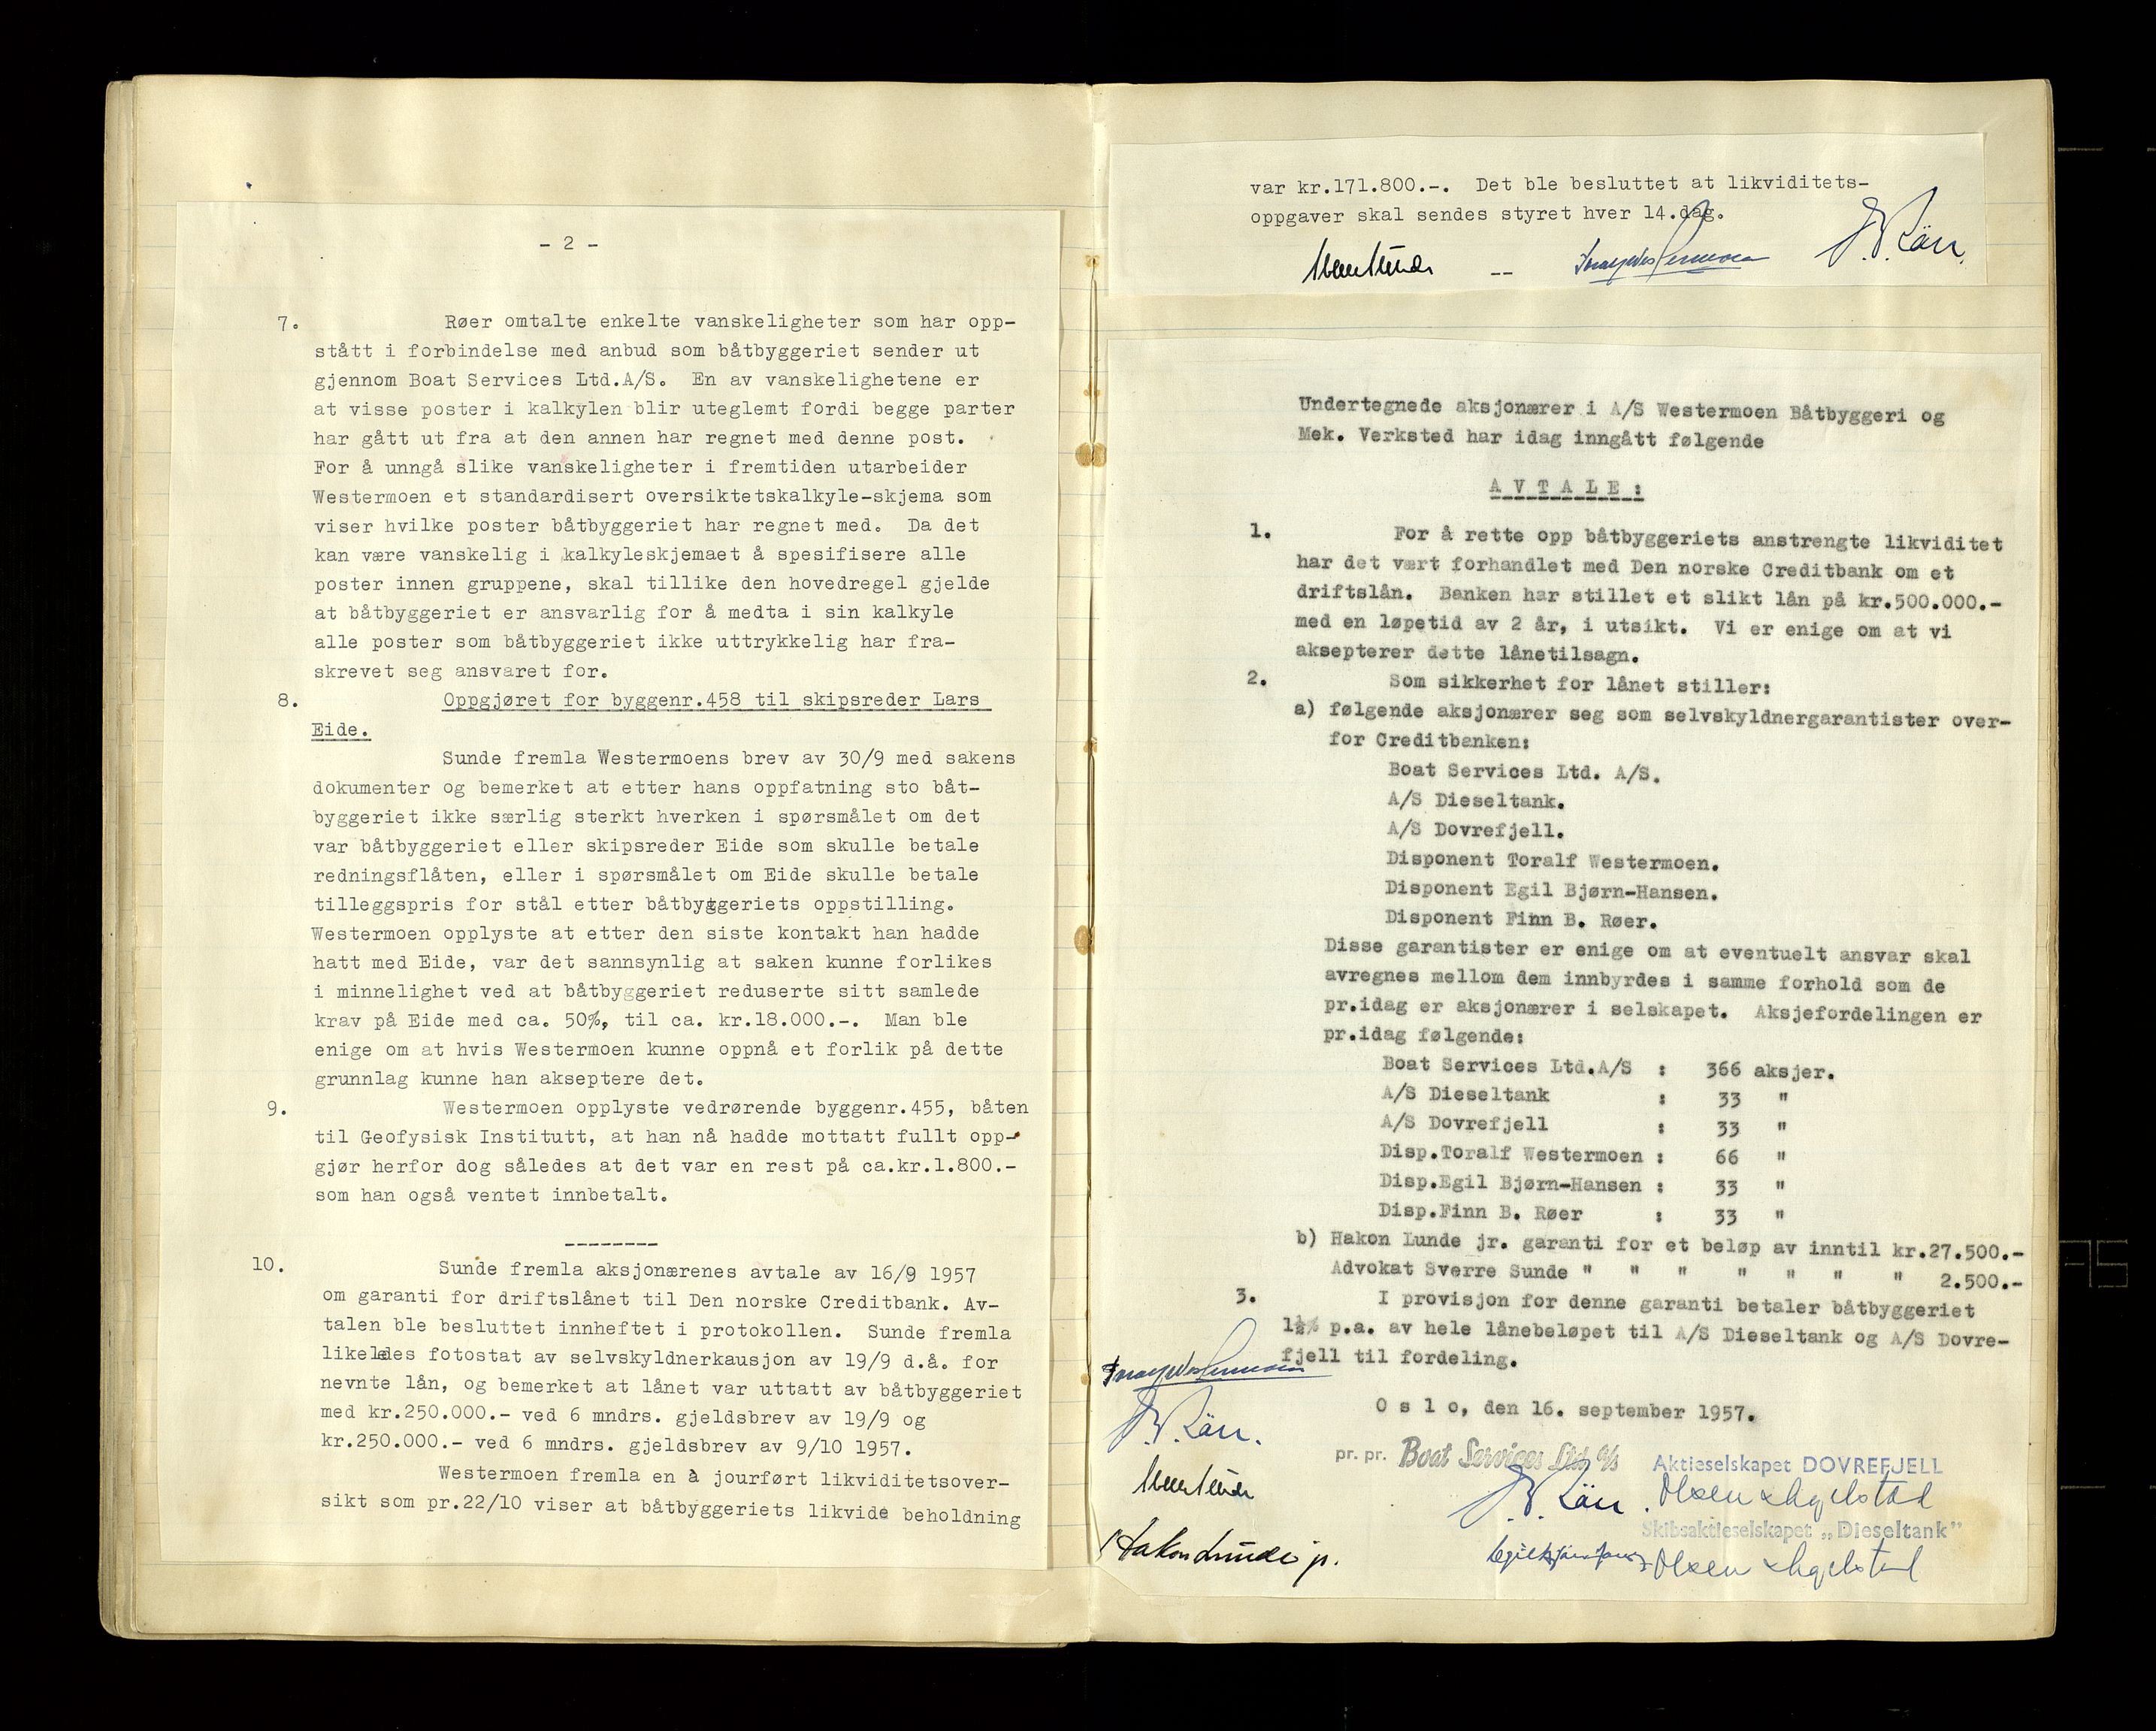 - 2 -
7. Røer omtalte enkelte vanskeligheter som har opp-
stått i forbindelse med anbud som båtbyggeriet sender ut
gjennom Boat Services Ltd.A/S. En av vanskelighetene er
at visse poster i kalkylen blir uteglemt fordi begge parter
har gått ut fra at den annen har regnet med denne post.
For å unngå slike vanskeligheter i fremtiden utarbeider
Westermoen et standardisert oversiktetskalkyle-skjema som
viser hvilke poster båtbyggeriet har regnet med. Da det
kan være vanskelig i kalkyleskjemaet å spesifisere alle
poster innen gruppene, skal tillike den hovedregel gjelde
at båtbyggeriet er ansvarlig for å medta i sin kalkyle
alle poster som båtbyggeriet ikke uttrykkelig har fra-
skrevet seg ansvaret for.
8. Oppgjøret for byggenr.458 til skipsreder Lars
Eide.
Sunde fremla Westermoens brev av 30/9 med sakens
dokumenter og bemerket at etter hans oppfatning sto båt-
byggeriet ikke særlig sterkt hverken i spørsmålet om det
var båtbyggeriet eller skipsreder Eide som skulle betale
redningsflåten, eller i spørsmålet om Eide skulle betale
tilleggspris for stål etter båtbyggeriets oppstilling.
Westermoen opplyste at etter den siste kontakt han hadde
hatt med Eide, var det sannsynlig at saken kunne forlikes
i minnelighet ved at båtbyggeriet reduserte sitt samlede
krav på Eide med ca. 50%, til ca. kr.18.000.-. Man ble
enige om at hvis Westermoen kunne oppnå et forlik på dette
grunnlag kunne han akseptere det.
9. Westermoen opplyste vedrørende byggenr.455, båten
til Geofysisk Institutt, at han nå hadde mottatt fullt opp-
gjør herfor dog således at det var en rest på ca.kr.1.800.-
som han også ventet innbetalt.
--------
10. Sunde fremla aksjonærenes avtale av 16/9 1957
om garanti for driftslånet til Den norske Creditbank. Av-
talen ble besluttet innheftet i protokollen. Sunde fremla
likeledes fotostat av selvskyldnerkausjon av 19/9 d.å. for
nevnte lån, og bemerket at lånet var uttatt av båtbyggeriet
med kr.250.000.- ved 6 mndrs. gjeldsbrev av 19/9 og
kr.250.000.- ved 6 mndrs. gjeldsbrev av 9/10 1957.
Westermoen fremla en à jourført likviditetsover-
sikt som pr.22/10 viser at båtbyggeriets likvide beholdning
var kr.171.800.-. Det ble besluttet at likviditets-
oppgaver skal sendes styret hver 14.dag.
--
Undertegnede aksjonærer i A/S Westermoen Båtbyggeri og
Mek. Verksted har idag inngått følgende
A V T A L E :
1. For å rette opp båtbyggeriets anstrengte likviditet
har det vært forhandlet med Den norske Creditbank om et
driftslån. Banken har stillet et slikt lån på kr.500.000.-
med en løpetid av 2 år, i utsikt. Vi er enige om at vi
aksepterer dette lånetilsagn.
2. Som sikkerhet for lånet stiller:
a) følgende aksjonærer seg som selvskyldnergarantister over-
for Creditbanken:
Boat Services Ltd. A/S.
A/S Dieseltank.
A/S Dovrefjell.
Disponent Toralf Westermoen.
Disponent Egil Bjørn-Hansen.
Disponent Finn B. Røer.
Disse garantister er enige om at eventuelt ansvar skal
avregnes mellom dem innbyrdes i samme forhold som de
pr.idag er aksjonærer i selskapet. Aksjefordelingen er
pr.idag følgende:
Boat Services Ltd.A/S : 366 aksjer.
A/S Dieseltank : 33 "
A/S Dovrefjell : 33 "
Disp.Toralf Westermoen : 66 "
Disp.Egil Bjørn-Hansen : 33 "
Disp.Finn B. Røer : 33 "
b) Hakon Lunde jr. garanti for et beløp av inntil kr.27.500.-
Advokat Sverre Sunde " " " " " " " 2.500.-
3. I provisjon for denne garanti betaler båtbyggeriet
1½% p.a. av hele lånebeløpet til A/S Dieseltank og A/S Dovre-
fjell til fordeling.
O s l o, den 16. september 1957.
pr. pr. Boat Services Ltd. A/S
Aktieselskapet DOVREFJELL
Skibsaktieselskapet „Dieseltank"
Hakon Lunde jr.